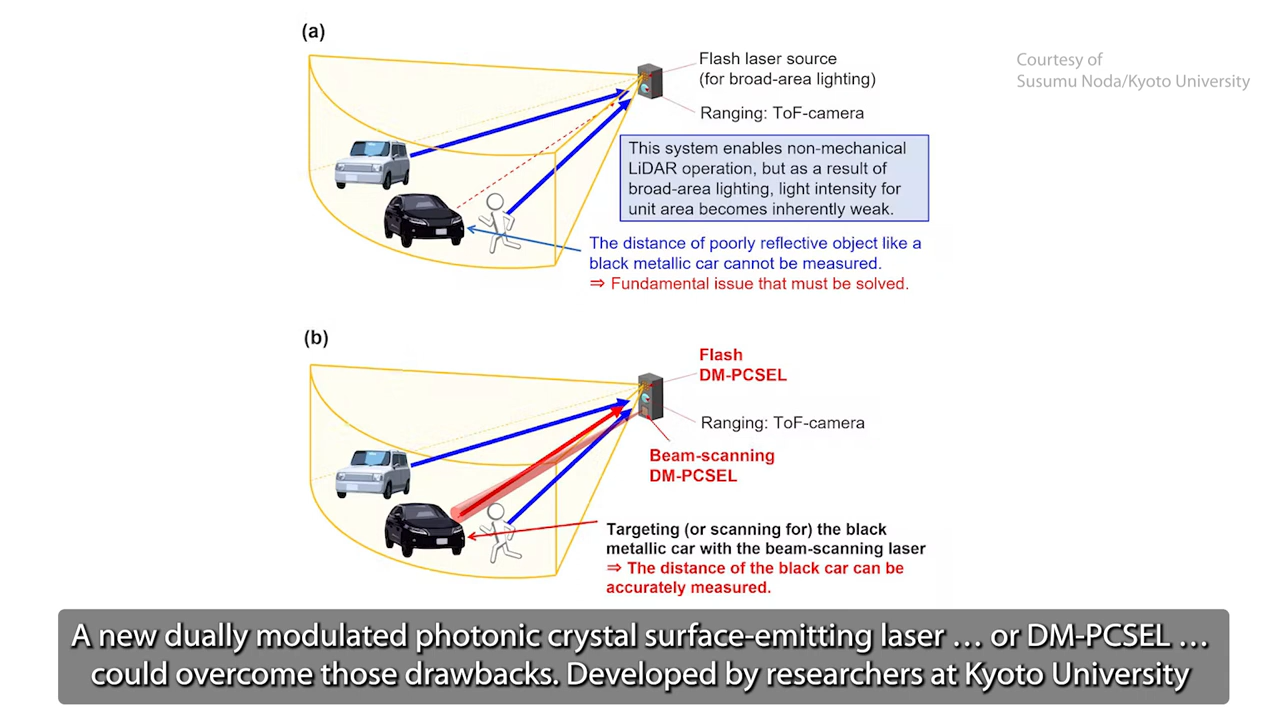 (a)
Flash laser source
(for broad-area lighting)
Courtesy of
Susumu Noda/Kyoto University
Ranging: ToF-camera
This system enables non-mechanical
LiDAR operation, but as a result of
broad-area lighting, light intensity for
unit area becomes inherently weak.
The distance of poorly reflective object like a
black metallic car cannot be measured.
⇒ Fundamental issue that must be solved.
(b)
Flash
DM-PCSEL
Ranging: ToF-camera
Beam-scanning
DM-PCSEL
Targeting (or scanning for) the black
metallic car with the beam-scanning laser
⇒ The distance of the black car can be
accurately measured.
A new dually modulated photonic crystal surface-emitting laser … or DM-PCSEL …
could overcome those drawbacks. Developed by researchers at Kyoto University